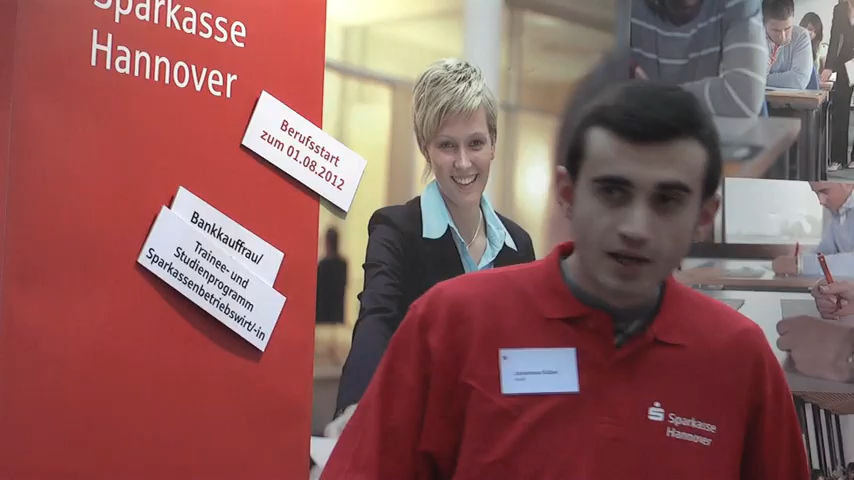 Sparkasse
Hannover
Berufsstart
zum 01.08.2012
Bankkauffrau/
Trainee- und
Studienprogramm
Sparkassenbetriebswirt/-in
Sparkasse
Hannover